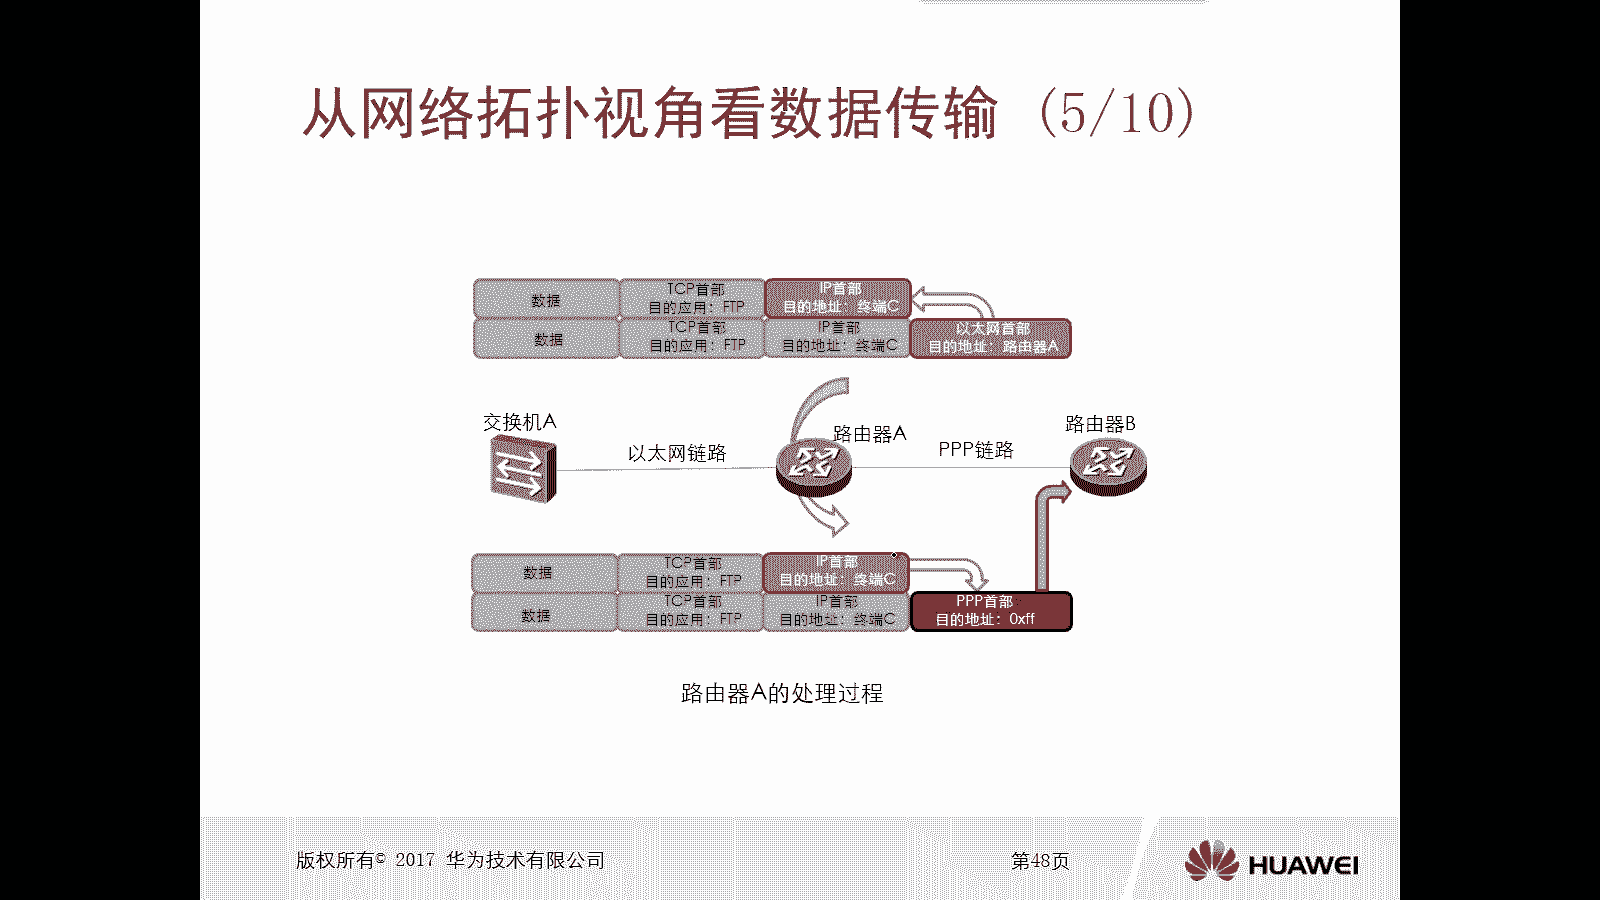 从网络拓扑视角看数据传输 (5/10)
数据
TCP首部
目的应用：FTP
IP首部
目的地址：终端C
数据
TCP首部
目的应用：FTP
IP首部
目的地址：终端C
以太网首部
目的地址：路由器A
交换机A
以太网链路
路由器A
PPP链路
路由器B
数据
TCP首部
目的应用：FTP
IP首部
目的地址：终端C
数据
TCP首部
目的应用：FTP
IP首部
目的地址：终端C
PPP首部
目的地址：0xff
路由器A的处理过程
版权所有© 2017 华为技术有限公司
第48页
HUAWEI